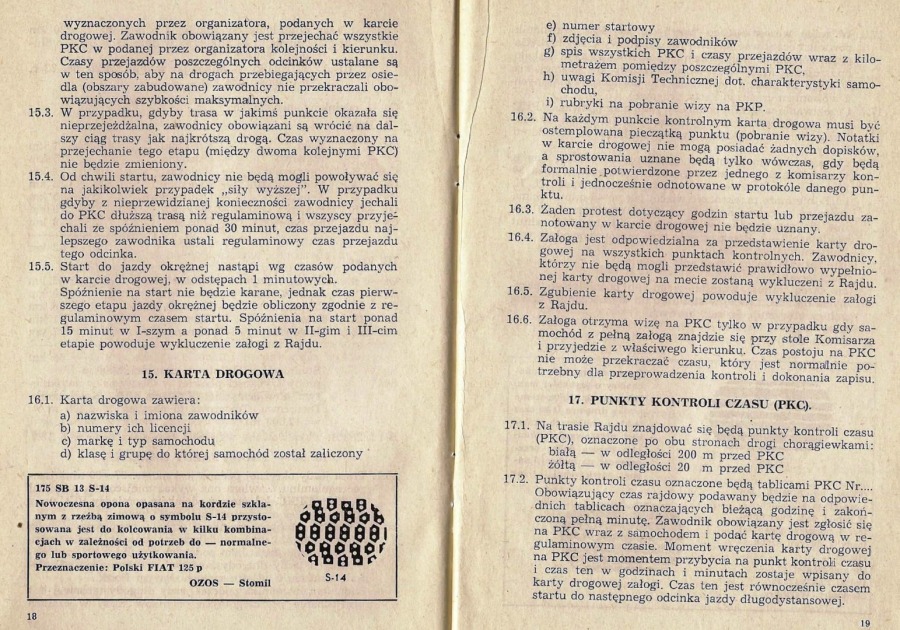 wyznaczonych przez organizatora, podanych w karcie
drogowej. Zawodnik obowiązany jest przejechać wszystkie
PKC w podanej przez organizatora kolejności i kierunku.
Czasy przejazdów poszczególnych odcinków ustalane są
w ten sposób, aby na drogach przebiegających przez osie-
dla (obszary zabudowane) zawodnicy nie przekraczali obo-
wiązujących szybkości maksymalnych.
15.3. W przypadku, gdyby trasa w jakimś punkcie okazała się
nieprzejeżdżalna, zawodnicy obowiązani są wrócić na dal-
szy ciąg trasy jak najkrótszą drogą. Czas wyznaczony na
przejechanie tego etapu (między dwoma kolejnymi PKC)
nie będzie zmieniony.
15.4. Od chwili startu, zawodnicy nie będą mogli powoływać się
na jakikolwiek przypadek „siły wyższej". W przypadku
gdyby z nieprzewidzianej konieczności zawodnicy jechali
do PKC dłuższą trasą niż regulaminową i wszyscy przyje-
chali ze spóźnieniem ponad 30 minut, czas przejazdu naj-
lepszego zawodnika ustali regulaminowy czas przejazdu
tego odcinka.
15.5. Start do jazdy okrężnej nastąpi wg czasów podanych
w karcie drogowej, w odstępach 1 minutowych.
Spóźnienie na start nie będzie karane, jednak czas pierw-
szego etapu jazdy okrężnej będzie obliczony zgodnie z re-
gulaminowym czasem startu. Spóźnienia na start ponad
15 minut w I-szym a ponad 5 minut w II-gim i III-cim
etapie powoduje wykluczenie załogi z Rajdu.
15. KARTA DROGOWA
16.1. Karta drogowa zawiera:
a) nazwiska i imiona zawodników
b) numery ich licencji
c) markę i typ samochodu
d) klasę i grupę do której samochód został zaliczony
175 SB 13 S-14
Nowoczesna opona opasana na kordzie szkla-
nym z rzeźbą zimową o symbolu S-14 przysto-
sowana jest do kolcowania w kilku kombina-
cjach w zależności od potrzeb do — normalne-
go lub sportowego użytkowania.
Przeznaczenie: Polski FIAT 125 p
OZOS — Stomil
S-14
18
e) numer startowy
f) zdjęcia i podpisy zawodników
g) spis wszystkich PKC i czasy przejazdów wraz z kilo-
metrażem pomiędzy poszczególnymi PKC,
h) uwagi Komisji Technicznej dot. charakterystyki samo-
chodu,
i) rubryki na pobranie wizy na PKP.
16.2. Na każdym punkcie kontrolnym karta drogowa musi być
ostemplowana pieczątką punktu (pobranie wizy). Notatki
w karcie drogowej nie mogą posiadać żadnych dopisków,
a sprostowania uznane będą tylko wówczas, gdy będą
formalnie potwierdzone przez jednego z komisarzy kon-
troli i jednocześnie odnotowane w protokóle danego pun-
ktu.
16.3. Żaden protest dotyczący godzin startu lub przejazdu za-
notowany w karcie drogowej nie będzie uznany.
16.4. Załoga jest odpowiedzialna za przedstawienie karty dro-
gowej na wszystkich punktach kontrolnych. Zawodnicy,
którzy nie będą mogli przedstawić prawidłowo wypełnio-
nej karty drogowej na mecie zostaną wykluczeni z Rajdu.
16.5. Zgubienie karty drogowej powoduje wykluczenie załogi
z Rajdu.
16.6. Załoga otrzyma wizę na PKC tylko w przypadku gdy sa-
mochód z pełną załogą znajdzie się przy stole Komisarza
i przyjedzie z właściwego kierunku. Czas postoju na PKC
nie może przekraczać czasu, który jest normalnie po-
trzebny dla przeprowadzenia kontroli i dokonania zapisu.
17. PUNKTY KONTROLI CZASU (PKC).
17.1. Na trasie Rajdu znajdować się będą punkty kontroli czasu
(PKC), oznaczone po obu stronach drogi chorągiewkami:
białą — w odległości 200 m przed PKC
żółtą — w odległości 20 m przed PKC
17.2. Punkty kontroli czasu oznaczone będą tablicami PKC Nr....
Obowiązujący czas rajdowy podawany będzie na odpowie-
dnich tablicach oznaczających bieżącą godzinę i zakoń-
czoną pełną minutę. Zawodnik obowiązany jest zgłosić się
na PKC wraz z samochodem i podać kartę drogową w re-
gulaminowym czasie. Moment wręczenia karty drogowej
na PKC jest momentem przybycia na punkt kontroli czasu
i czas ten w godzinach i minutach zostaje wpisany do
karty drogowej załogi. Czas ten jest równocześnie czasem
startu do następnego odcinka jazdy długodystansowej.
19